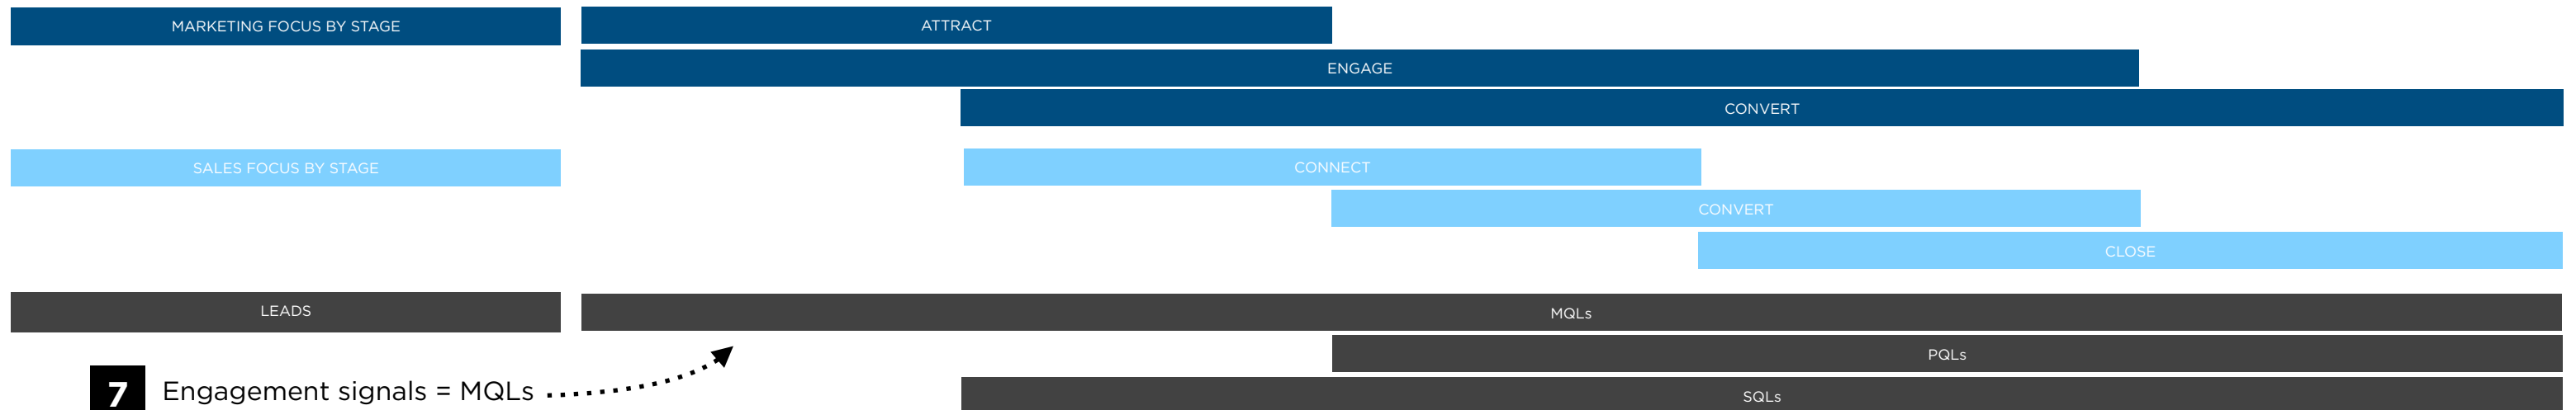 MARKETING FOCUS BY STAGE
ATTRACT
ENGAGE
CONVERT
SALES FOCUS BY STAGE
CONNECT
CONVERT
CLOSE
LEADS
MQLs
PQLs
7 Engagement signals = MQLs
SQLs